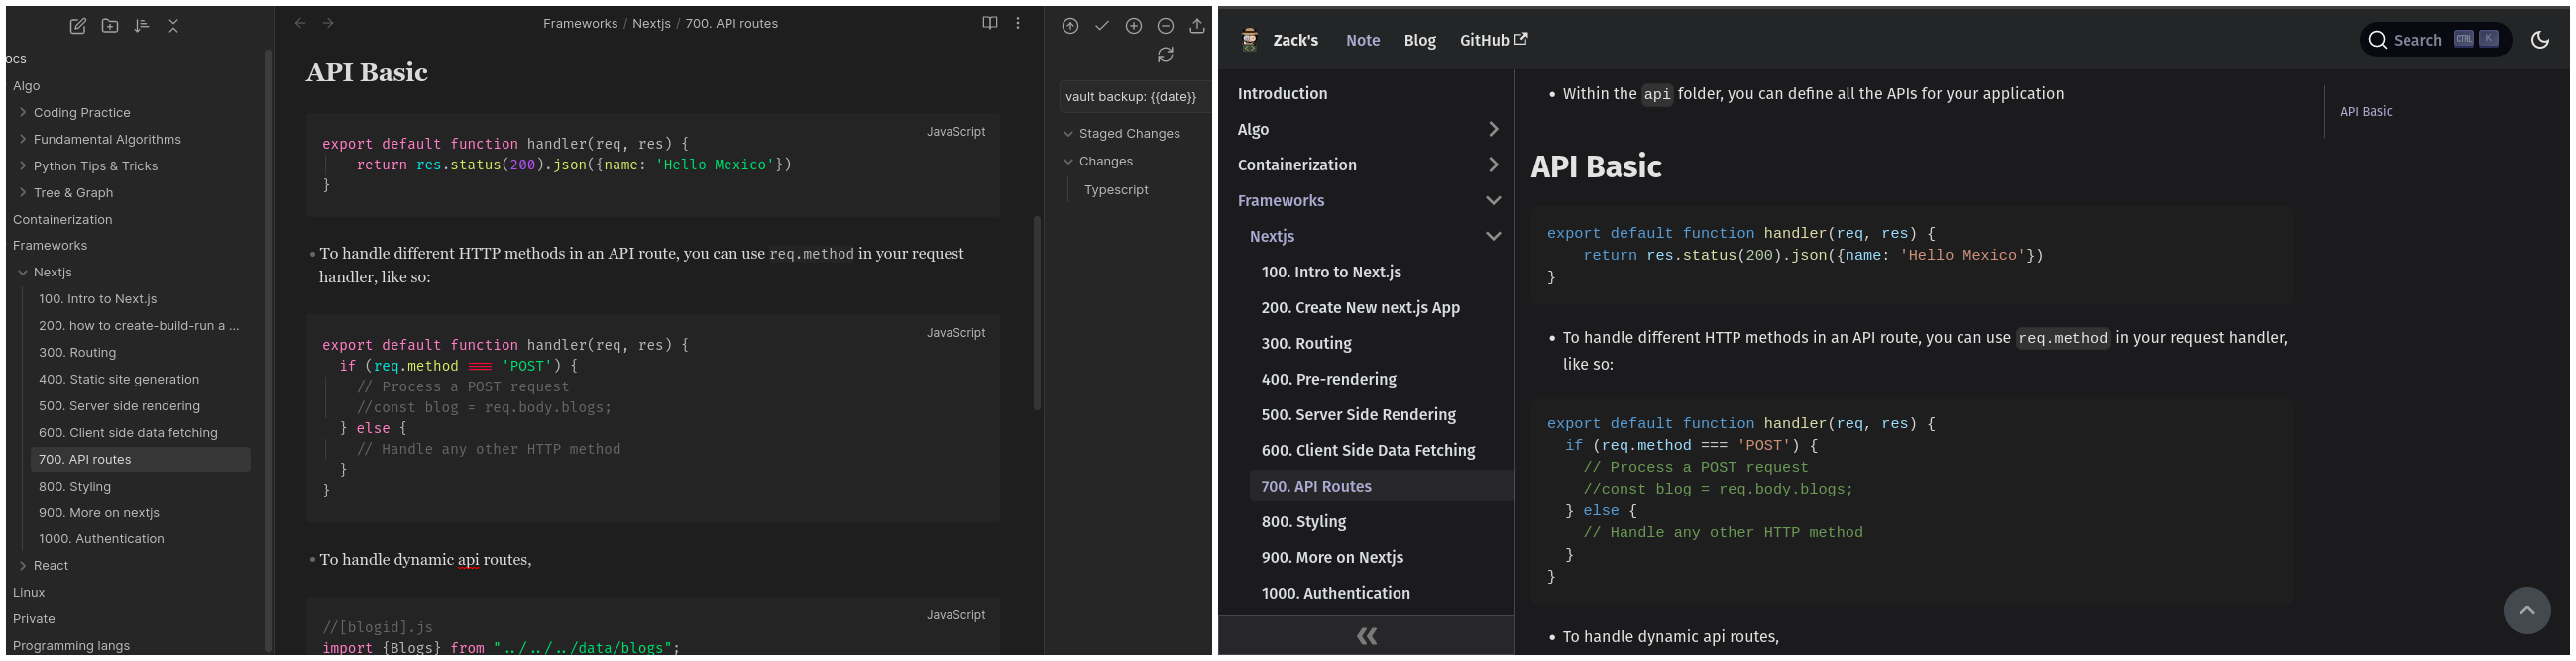 ocs
Algo
Coding Practice
Fundamental Algorithms
Python Tips & Tricks
Tree & Graph
Containerization
Frameworks
Nextjs
100. Intro to Next.js
200. how to create-build-run a ...
300. Routing
400. Static site generation
500. Server side rendering
600. Client side data fetching
700. API routes
800. Styling
900. More on nextjs
1000. Authentication
React
Linux
Private
Programming langs
Frameworks / Nextjs / 700. API routes
API Basic
JavaScript
export default function handler(req, res) {
    return res.status(200).json({name: 'Hello Mexico'})
}
To handle different HTTP methods in an API route, you can use req.method in your request
handler, like so:
JavaScript
export default function handler(req, res) {
  if (req.method === 'POST') {
    // Process a POST request
    //const blog = req.body.blogs;
  } else {
    // Handle any other HTTP method
  }
}
To handle dynamic api routes,
JavaScript
//[blogid].js
import {Blogs} from "../../../data/blogs";
vault backup: {{date}}
Staged Changes
Changes
Typescript
Zack's Note Blog GitHub
Search CTRL K
Introduction
Algo
Containerization
Frameworks
Nextjs
100. Intro to Next.js
200. Create New next.js App
300. Routing
400. Pre-rendering
500. Server Side Rendering
600. Client Side Data Fetching
700. API Routes
800. Styling
900. More on Nextjs
1000. Authentication
• Within the api folder, you can define all the APIs for your application
API Basic
export default function handler(req, res) {
    return res.status(200).json({name: 'Hello Mexico'})
}
• To handle different HTTP methods in an API route, you can use req.method in your request handler,
like so:
export default function handler(req, res) {
  if (req.method === 'POST') {
    // Process a POST request
    //const blog = req.body.blogs;
  } else {
    // Handle any other HTTP method
  }
}
• To handle dynamic api routes,
API Basic